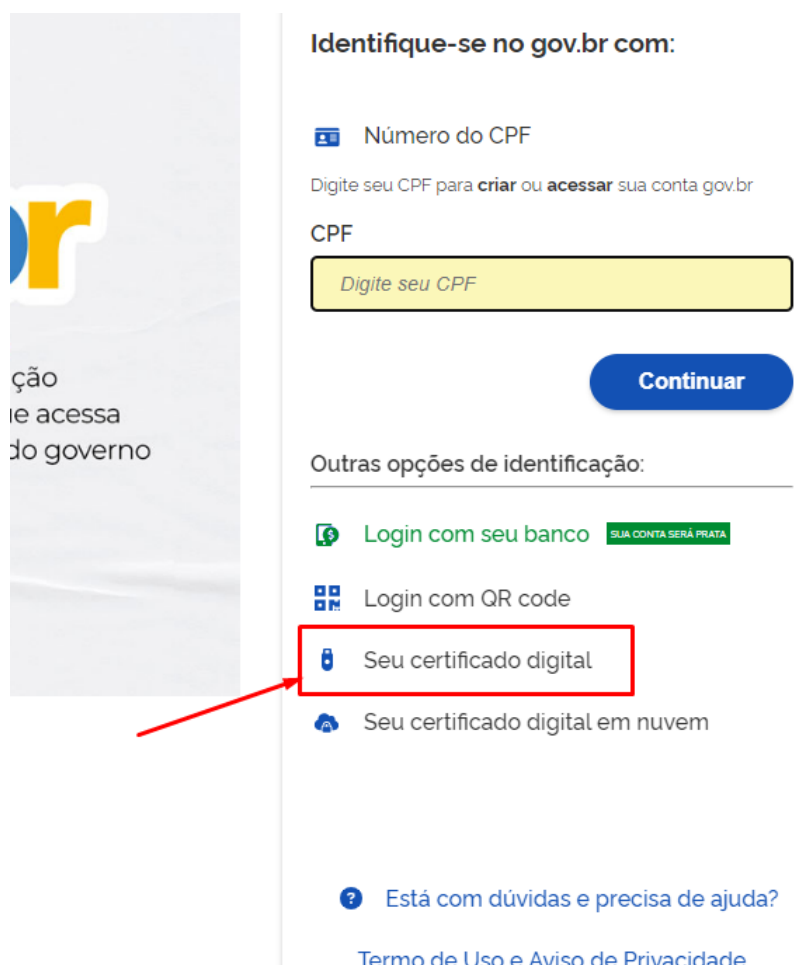 Identifique-se no gov.br com:
Número do CPF
Digite seu CPF para criar ou acessar sua conta gov.br
CPF
Digite seu CPF
Continuar
Outras opções de identificação:
Login com seu banco SUA CONTA SERÁ PRATA
Login com QR code
Seu certificado digital
Seu certificado digital em nuvem
Está com dúvidas e precisa de ajuda?
Termo de Uso e Aviso de Privacidade
r
ção
e acessa
do governo